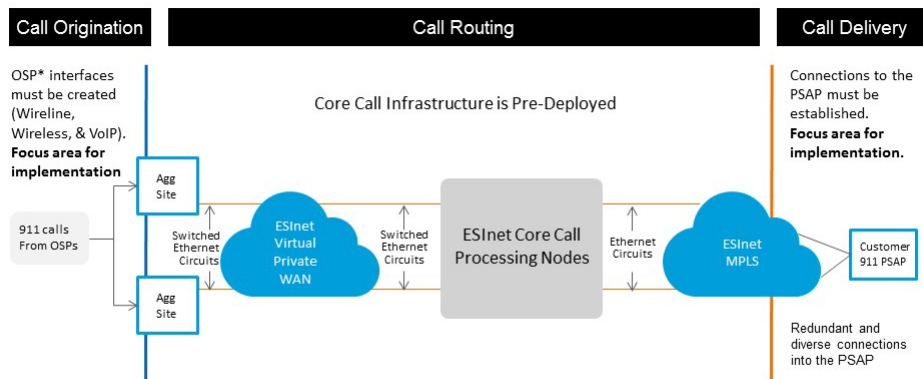 Call Origination
Call Routing
Call Delivery
OSP* interfaces
must be created
(Wireline,
Wireless, & VoIP).
Focus area for
implementation
Core Call Infrastructure is Pre-Deployed
Connections to the
PSAP must be
established.
Focus area for
implementation.
911 calls
From OSPs
Agg
Site
Agg
Site
Switched
Ethernet
Circuits
ESInet
Virtual
Private
WAN
Switched
Ethernet
Circuits
ESInet Core Call
Processing Nodes
Ethernet
Circuits
ESInet
MPLS
Customer
911 PSAP
Redundant and
diverse connections
into the PSAP